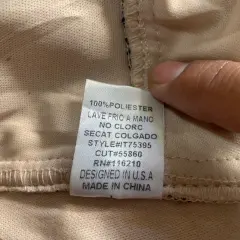 100%POLIESTER
LAVE FRIO A MANO
NO CLORO
SECAT COLGADO
STYLE#IT75395
CUT#55860
RN#116210
DESIGNED IN U.S.A
MADE IN CHINA